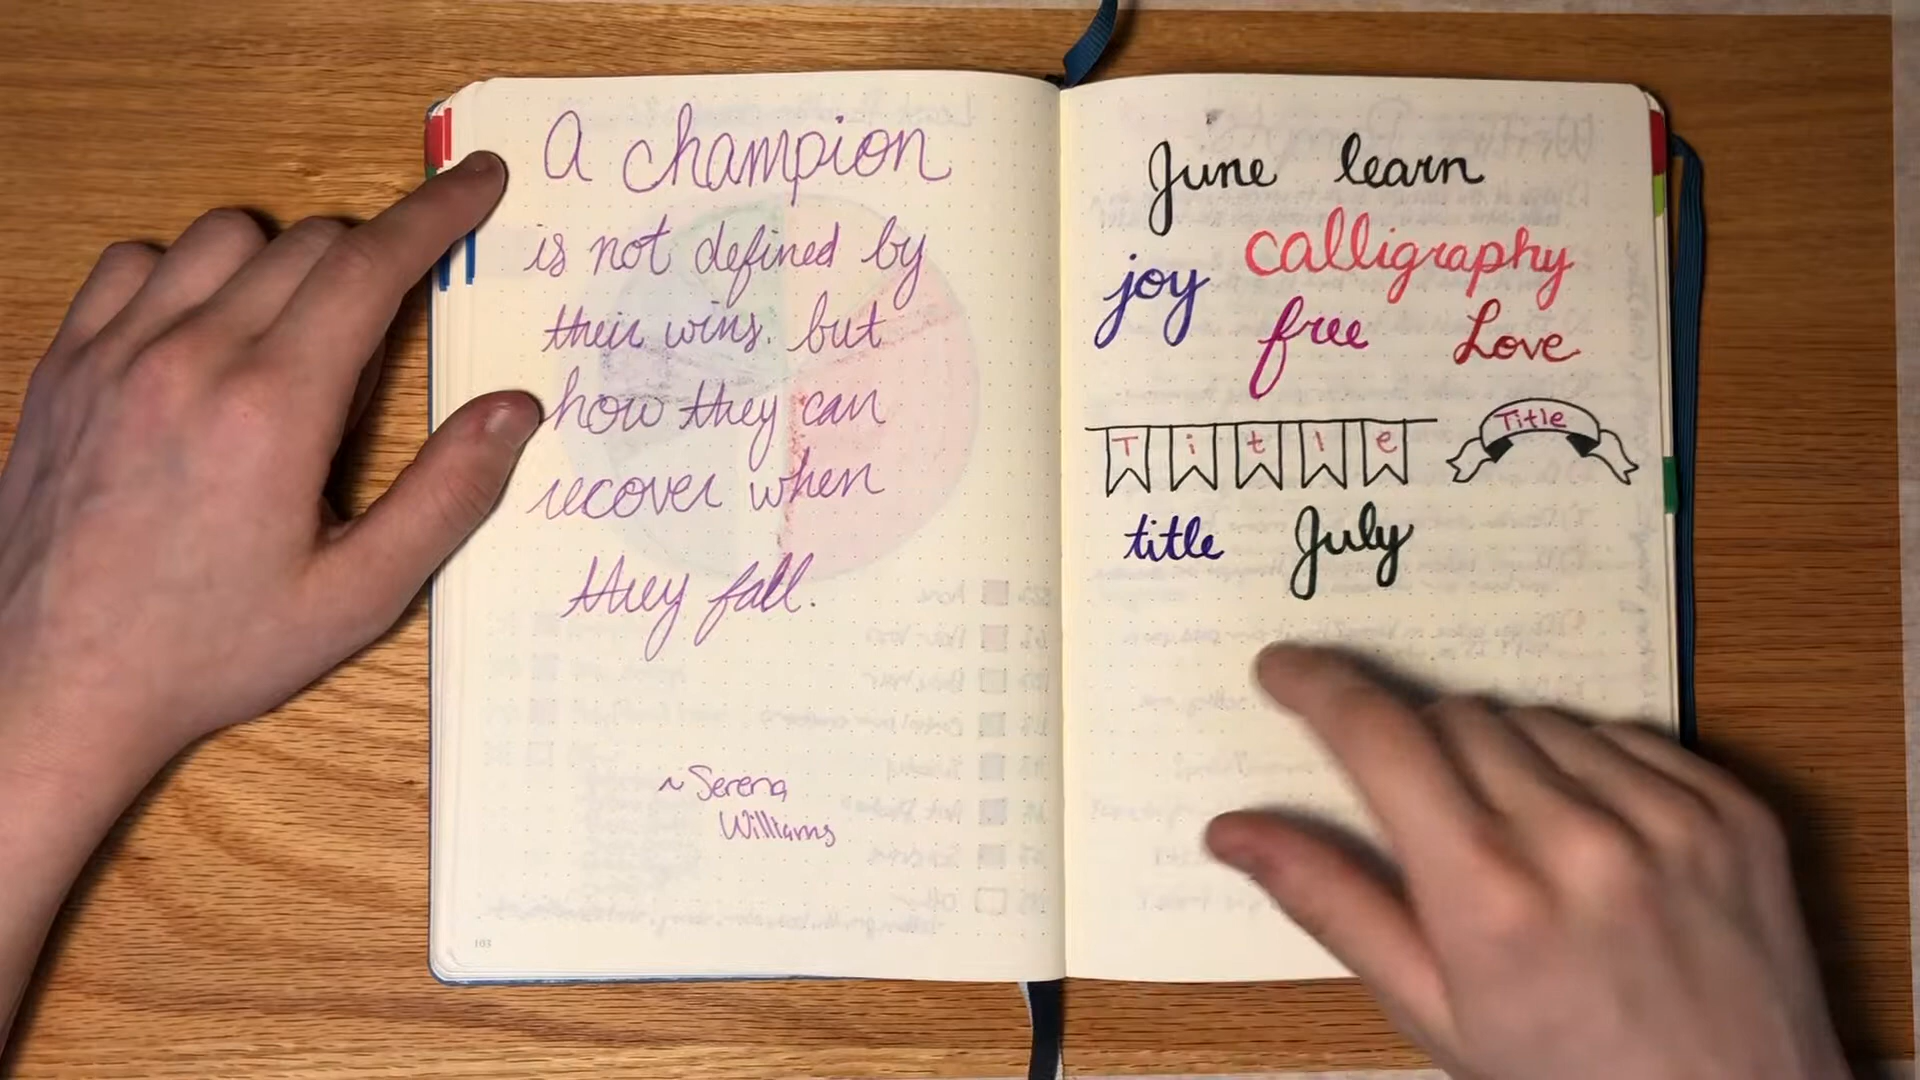 A champion
is not defined by
their wins. but
how they can
recover when
they fall.
~ Serena
Williams
103
June learn
calligraphy
joy
free Love
Title
Title
title July